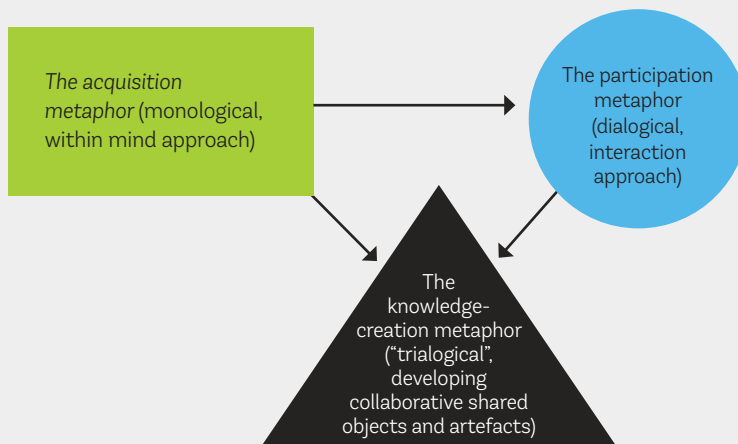 The acquisition
metaphor (monological,
within mind approach)
The participation
metaphor
(dialogical,
interaction
approach)
The
knowledge-
creation metaphor
(“trialogical”,
developing
collaborative shared
objects and artefacts)